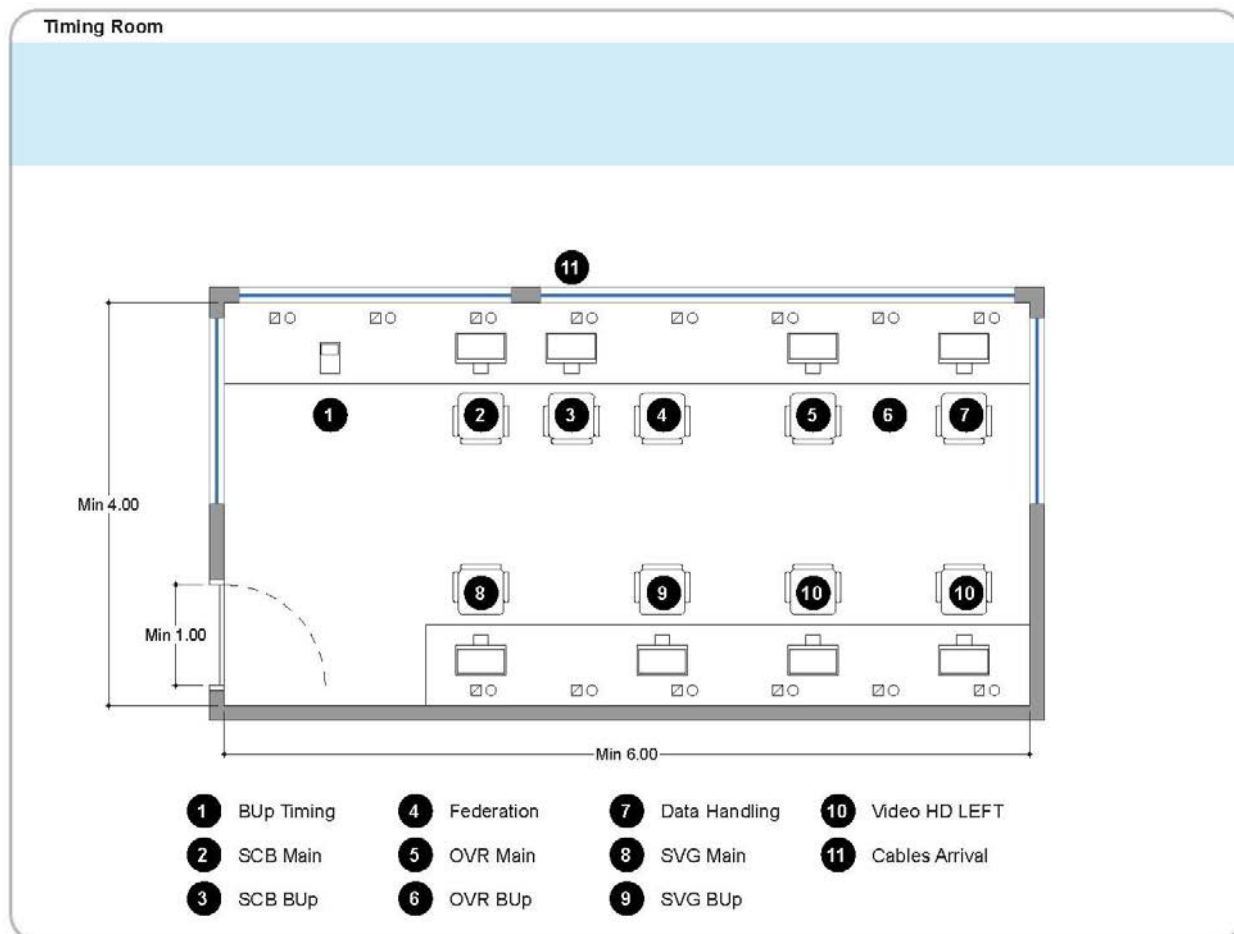 Timing Room
11
1 2 3 4 5 6 7
Min 4.00
8 9 10 10
Min 1.00
Min 6.00
1 BUp Timing 4 Federation 7 Data Handling 10 Video HD LEFT
2 SCB Main 5 OVR Main 8 SVG Main 11 Cables Arrival
3 SCB BUp 6 OVR BUp 9 SVG BUp